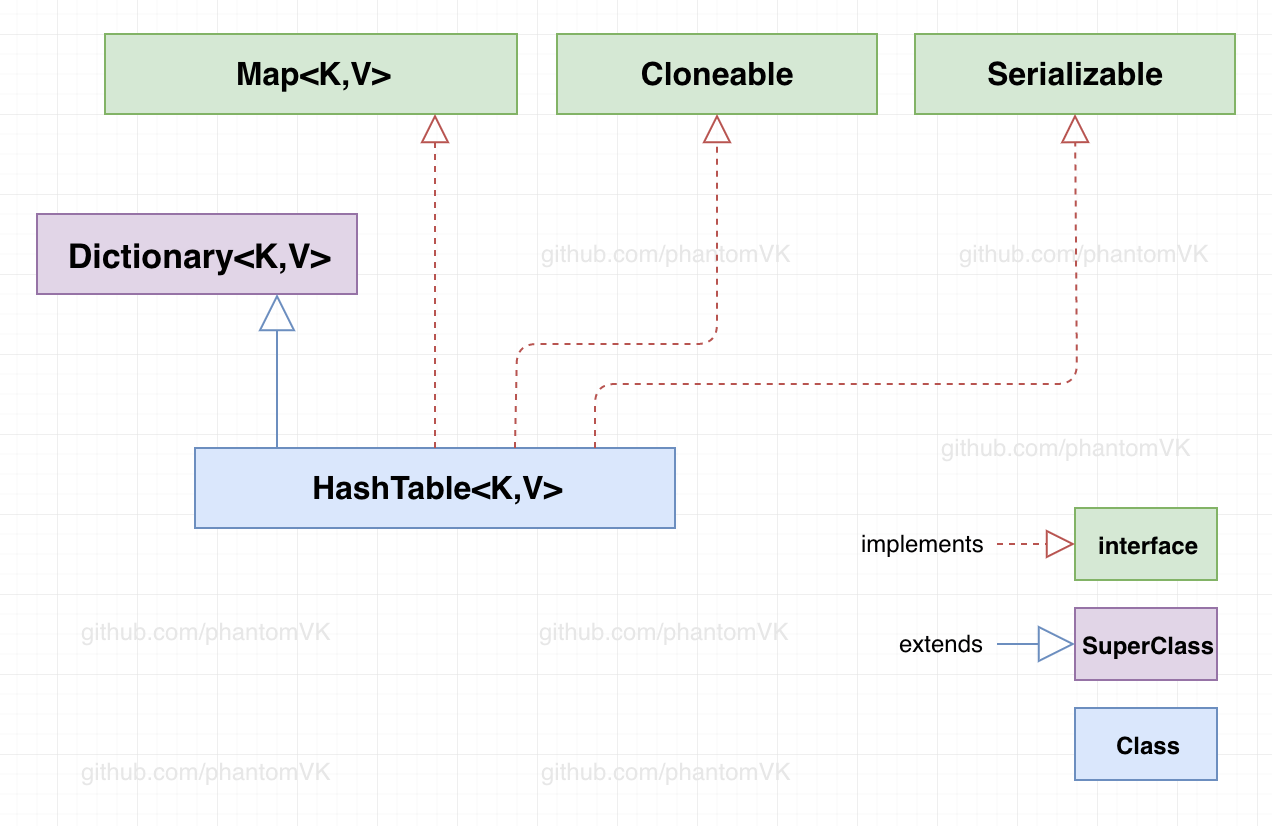 Map<K,V>
Cloneable
Serializable
Dictionary<K,V>
github.com/phantomVK
github.com/phantomVK
github.com/phantomVK
HashTable<K,V>
implements
interface
github.com/phantomVK
github.com/phantomVK
extends
SuperClass
Class
github.com/phantomVK
github.com/phantomVK